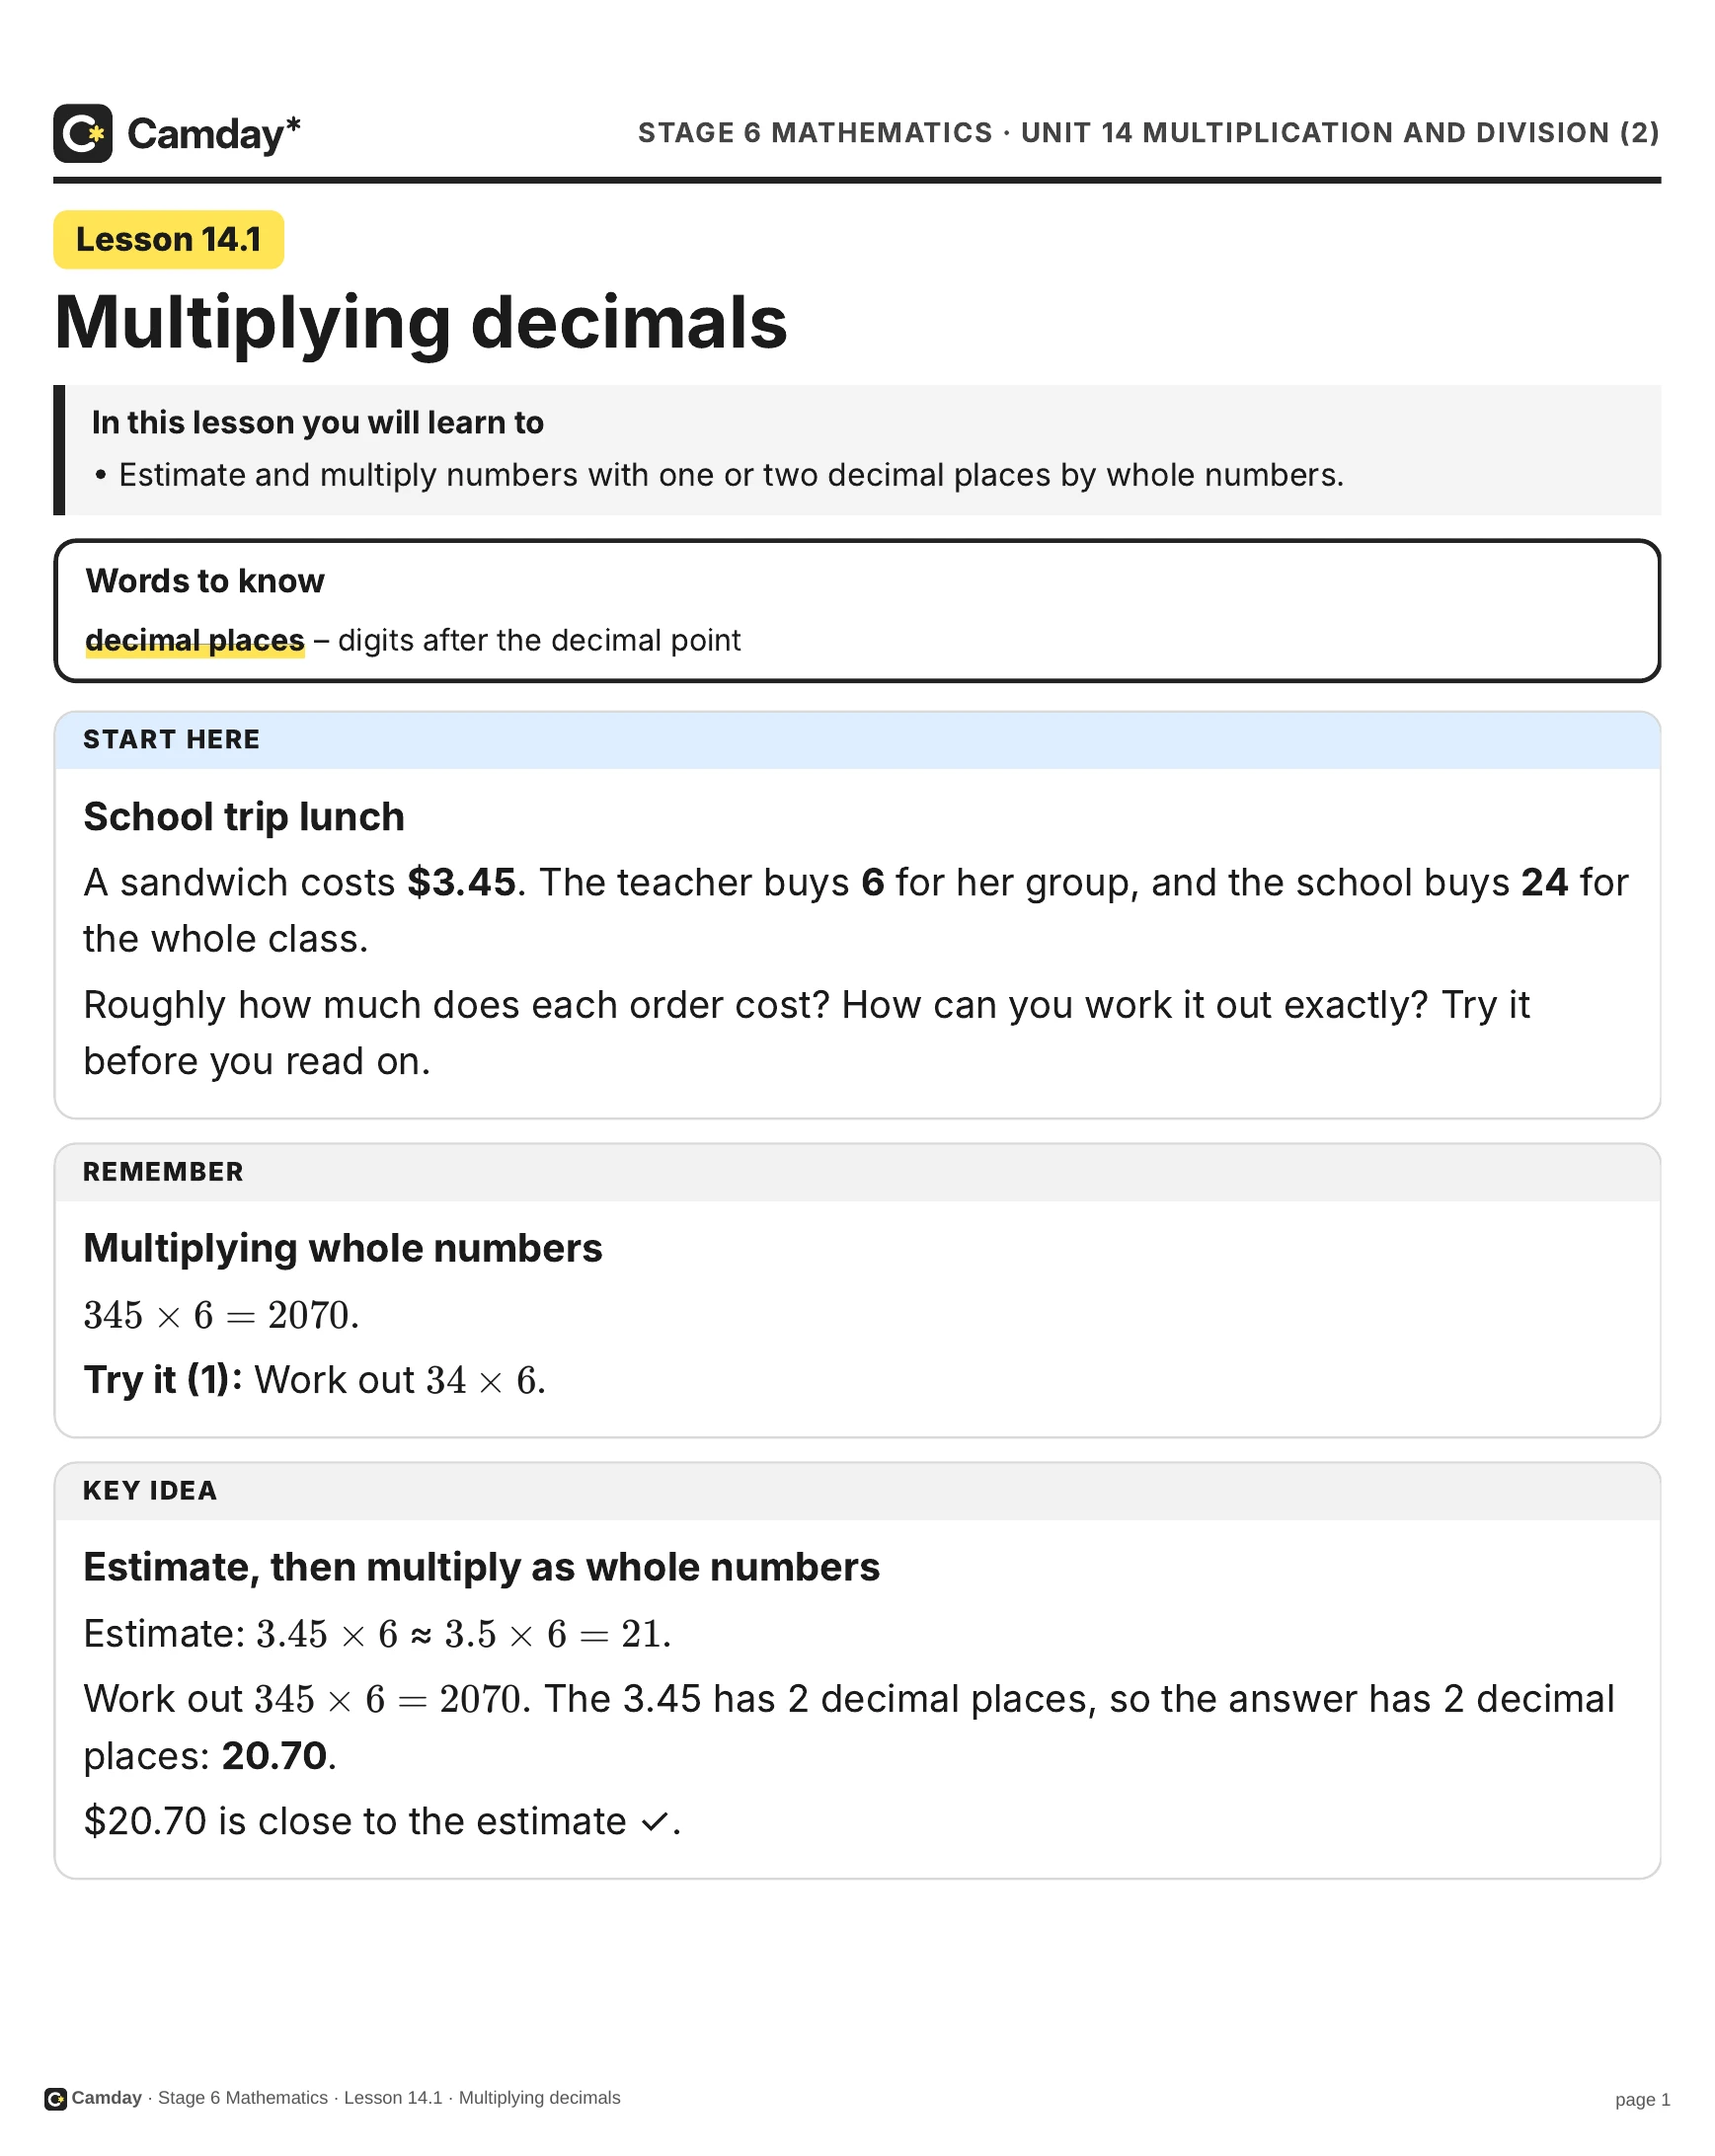 Camday*
STAGE 6 MATHEMATICS · UNIT 14 MULTIPLICATION AND DIVISION (2)
Lesson 14.1
Multiplying decimals
In this lesson you will learn to
• Estimate and multiply numbers with one or two decimal places by whole numbers.
Words to know
decimal places – digits after the decimal point
START HERE
School trip lunch
A sandwich costs $3.45. The teacher buys 6 for her group, and the school buys 24 for
the whole class.
Roughly how much does each order cost? How can you work it out exactly? Try it
before you read on.
REMEMBER
Multiplying whole numbers
345 × 6 = 2070.
Try it (1): Work out 34 × 6.
KEY IDEA
Estimate, then multiply as whole numbers
Estimate: 3.45 × 6 ≈ 3.5 × 6 = 21.
Work out 345 × 6 = 2070. The 3.45 has 2 decimal places, so the answer has 2 decimal
places: 20.70.
$20.70 is close to the estimate ✓.
Camday · Stage 6 Mathematics · Lesson 14.1 · Multiplying decimals
page 1